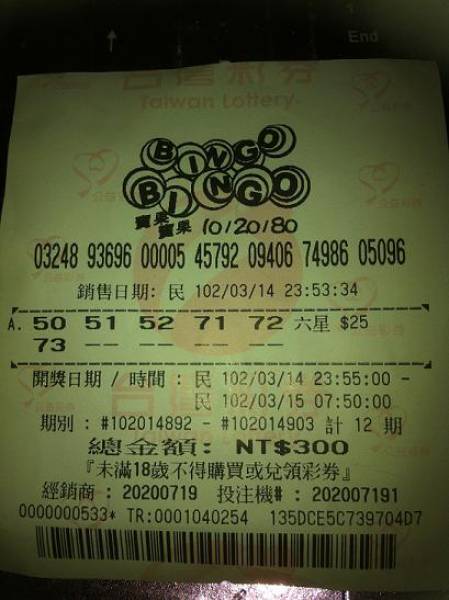 End
台灣彩券
Taiwan Lottery
BINGO
BINGO
賓果
賓果 10/20/80
03248 93696 00005 45792 09406 74986 05096
銷售日期: 民 102/03/14 23:53:34
A. 50 51 52 71 72 六星 $25
73 -- -- -- --
開獎日期 / 時間 : 民 102/03/14 23:55:00 -
民 102/03/15 07:50:00
期別 : #102014892 - #102014903 計 12 期
總金額: NT$300
『未滿18歲不得購買或兌領彩券』
經銷商 : 20200719 投注機# : 202007191
0000000533* TR:0001040254 135DCE5C739704D7